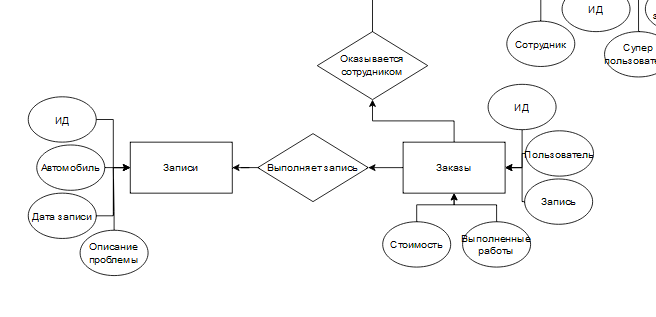 ИД
Сотрудник
Супер
Оказывается
сотрудником
ИД
ИД
Автомобиль
Записи
Выполняет запись
Заказы
Пользователь
Запись
Дата записи
Описание
проблемы
Стоимость
Выполненные
работы